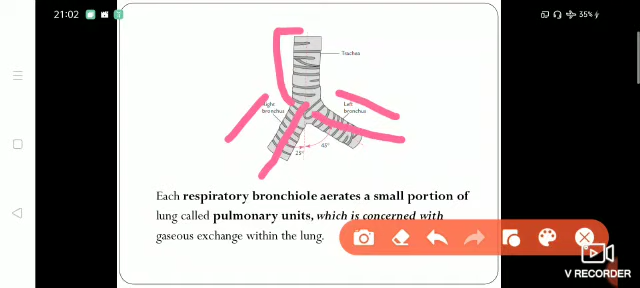 21:02
35%
Trachea
Right
bronchus
Left
bronchus
25°
45°
Each respiratory bronchiole aerates a small portion of
lung called pulmonary units, which is concerned with
gaseous exchange within the lung.
V RECORDER